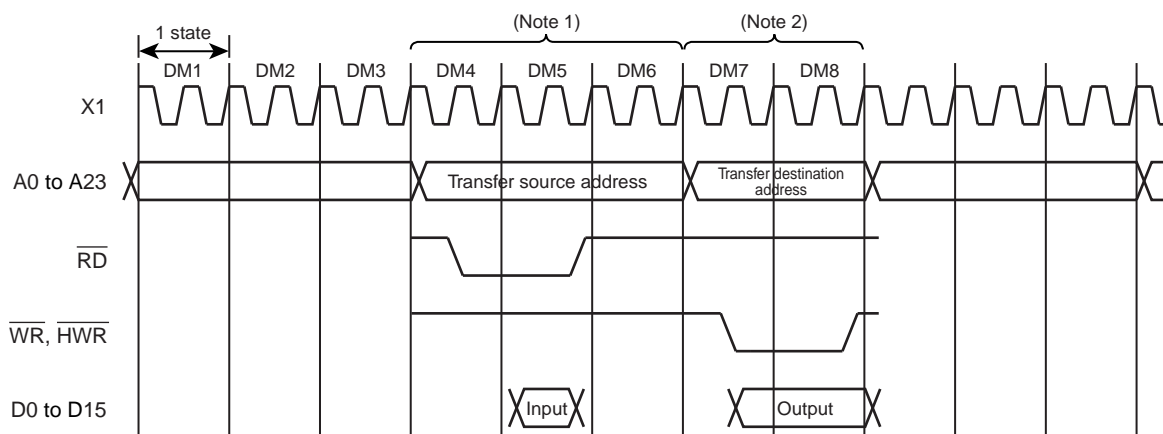 (Note 1) (Note 2)
1 state
DM1 DM2 DM3 DM4 DM5 DM6 DM7 DM8
X1
A0 to A23 Transfer source address Transfer destination
address
RD
WR, HWR
D0 to D15 Input Output